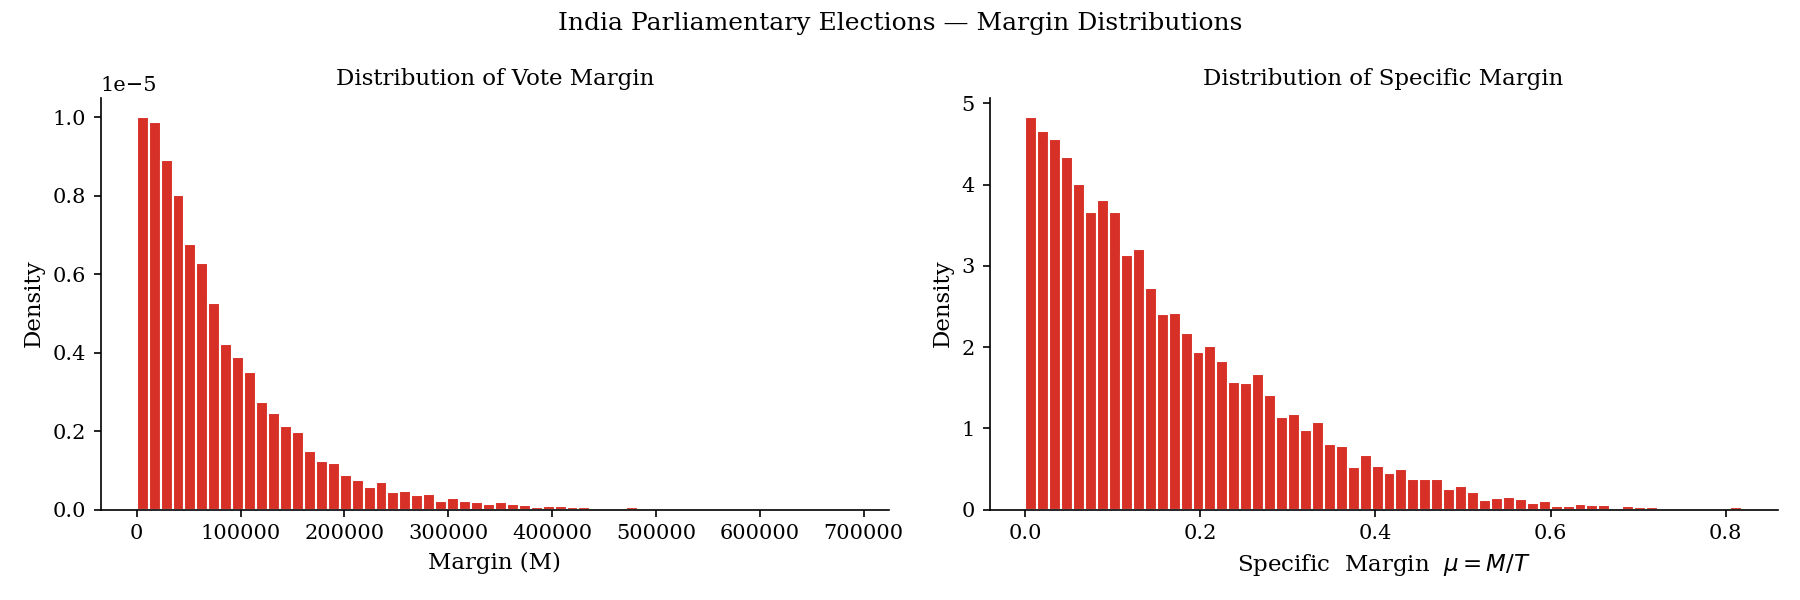 India Parliamentary Elections — Margin Distributions
Distribution of Vote Margin
1e−5
1.0
0.8
0.6
0.4
0.2
0.0
Density
0 100000 200000 300000 400000 500000 600000 700000
Margin (M)
Distribution of Specific Margin
5
4
3
2
1
0
Density
0.0 0.2 0.4 0.6 0.8
Specific Margin μ = M/T